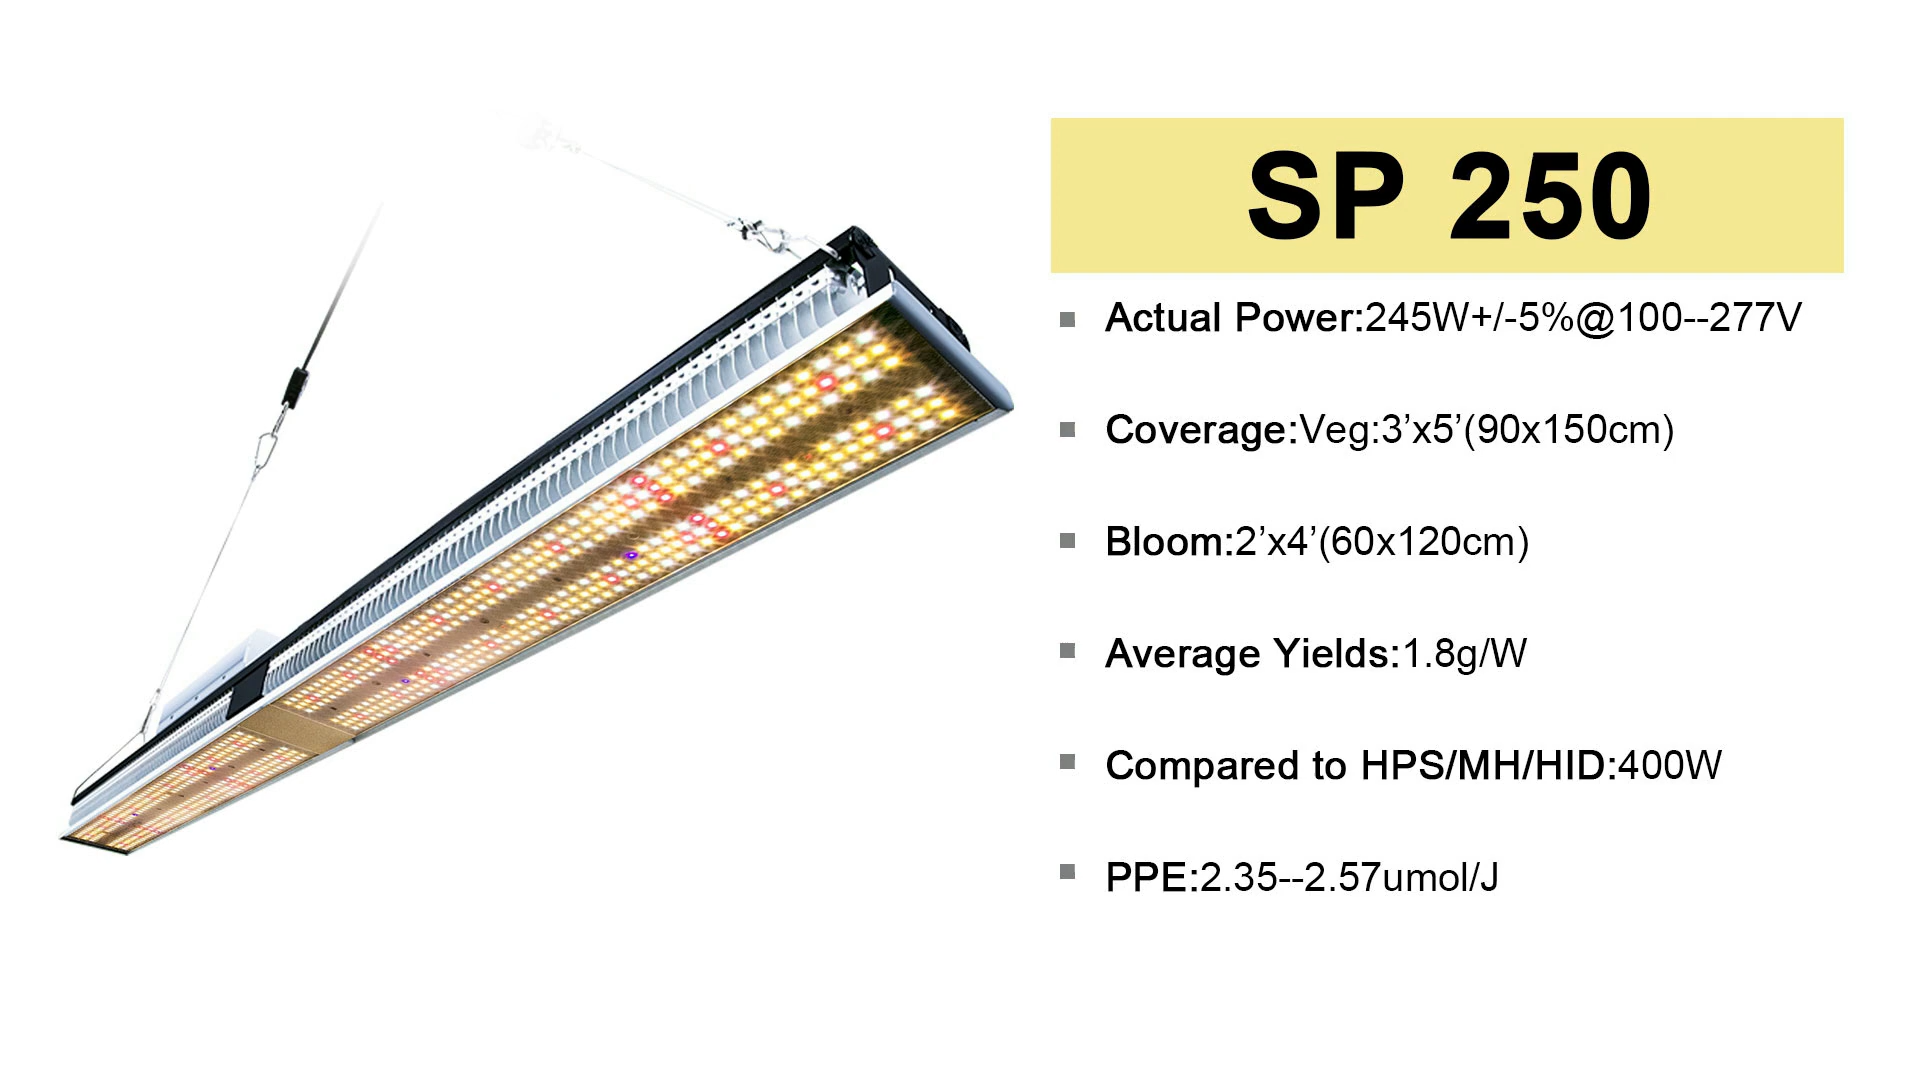 SP 250
Actual Power:245W+/-5%@100--277V
Coverage:Veg:3’x5’(90x150cm)
Bloom:2’x4’(60x120cm)
Average Yields:1.8g/W
Compared to HPS/MH/HID:400W
PPE:2.35--2.57umol/J